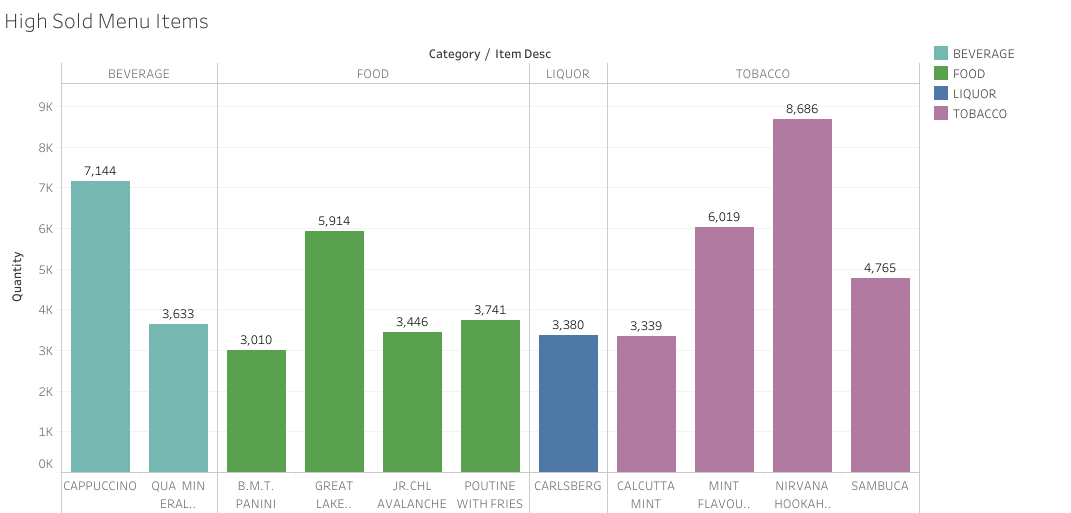 High Sold Menu Items
Category / Item Desc
BEVERAGE
FOOD
LIQUOR
TOBACCO
BEVERAGE
FOOD
LIQUOR
TOBACCO
Quantity
9K
8K
7K
6K
5K
4K
3K
2K
1K
0K
7,144
3,633
3,010
5,914
3,446
3,741
3,380
3,339
6,019
8,686
4,765
CAPPUCCINO
QUA MIN
ERAL..
B.M.T.
PANINI
GREAT
LAKE..
JR.CHL
AVALANCHE
POUTINE
WITH FRIES
CARLSBERG
CALCUTTA
MINT
MINT
FLAVOU..
NIRVANA
HOOKAH..
SAMBUCA